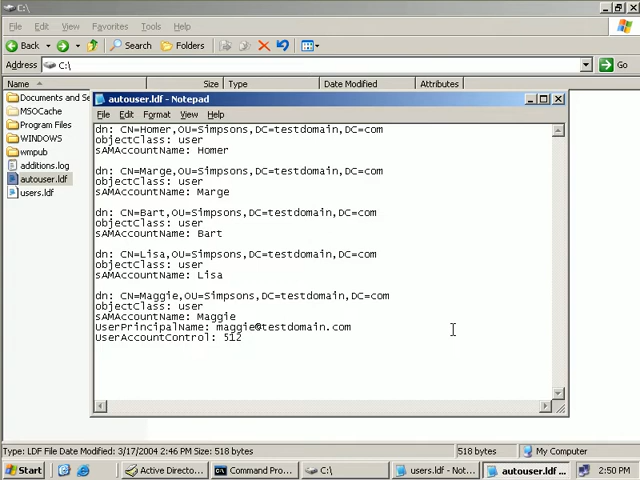 C:\
File Edit View Favorites Tools Help
Back Search Folders
Address C:\ Go
Name Size Type Date Modified Attributes
Documents and Se
MSOCache
Program Files
WINDOWS
wmpub
additions.log
autouser.ldf
users.ldf
autouser.ldf - Notepad
File Edit Format View Help
dn: CN=Homer,OU=Simpsons,DC=testdomain,DC=com
objectClass: user
sAMAccountName: Homer
dn: CN=Marge,OU=Simpsons,DC=testdomain,DC=com
objectClass: user
sAMAccountName: Marge
dn: CN=Bart,OU=Simpsons,DC=testdomain,DC=com
objectClass: user
sAMAccountName: Bart
dn: CN=Lisa,OU=Simpsons,DC=testdomain,DC=com
objectClass: user
sAMAccountName: Lisa
dn: CN=Maggie,OU=Simpsons,DC=testdomain,DC=com
objectClass: user
sAMAccountName: Maggie
UserPrincipalName: maggie@testdomain.com
UserAccountControl: 512
Type: LDF File Date Modified: 3/17/2004 2:46 PM Size: 518 bytes 518 bytes My Computer
Start Active Directo... Command Pro... C:\ users.ldf - Not... autouser.ldf ... 2:50 PM